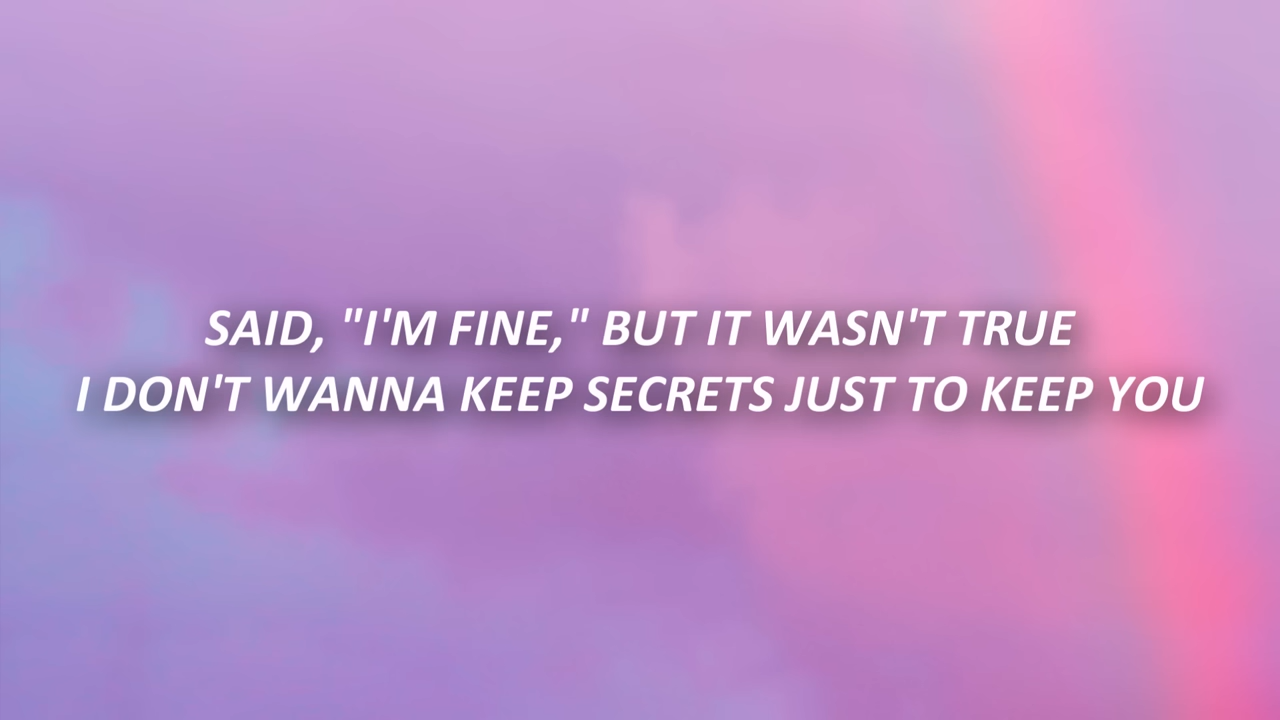 SAID, "I'M FINE," BUT IT WASN'T TRUE
I DON'T WANNA KEEP SECRETS JUST TO KEEP YOU